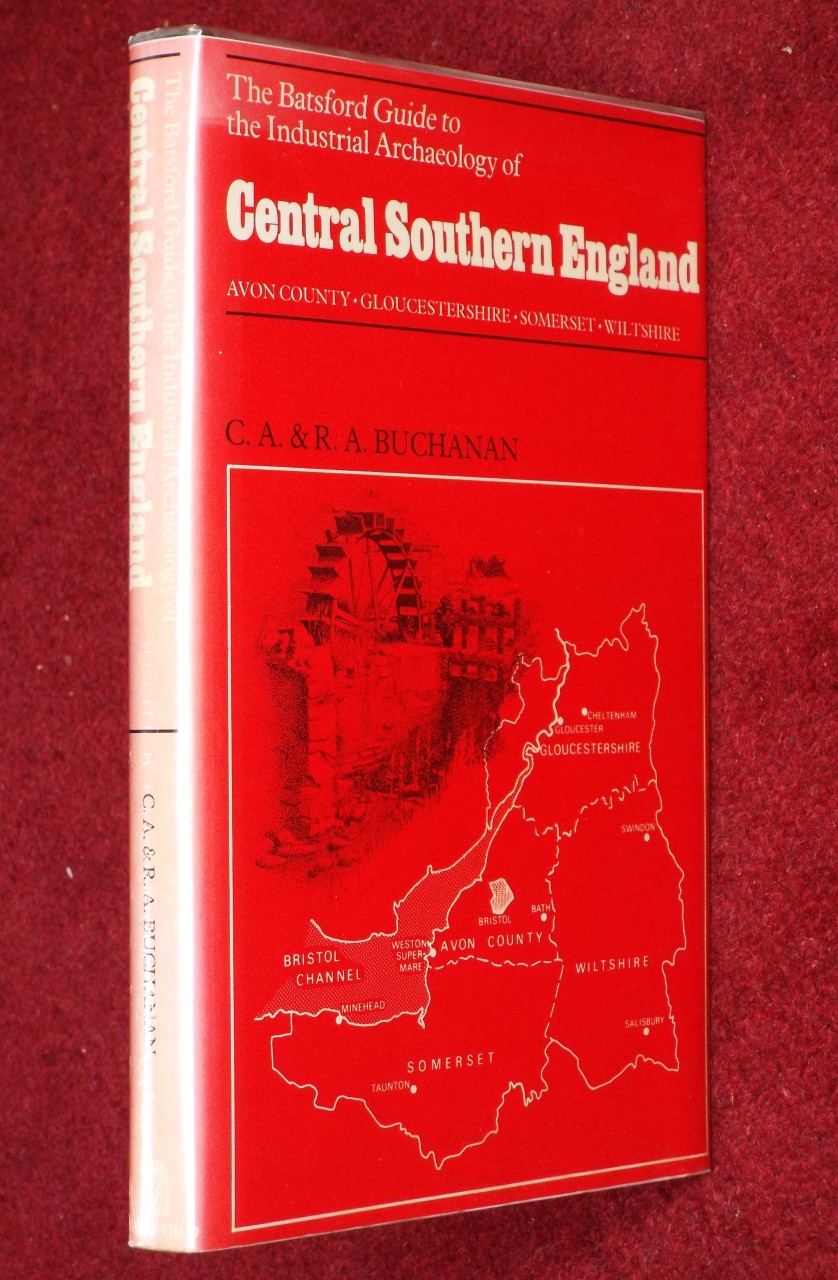 The Batsford Guide to
the Industrial Archaeology of
Central Southern England
AVON COUNTY • GLOUCESTERSHIRE • SOMERSET • WILTSHIRE
C. A. & R. A. BUCHANAN
CHELTENHAM
GLOUCESTER
GLOUCESTERSHIRE
SWINDON
BRISTOL
BATH
AVON COUNTY
WESTON
SUPER-
MARE
BRISTOL
CHANNEL
WILTSHIRE
MINEHEAD
SALISBURY
SOMERSET
TAUNTON
The Batsford Guide to the Industrial Archaeology of
Central Southern England
C. A. & R. A. BUCHANAN